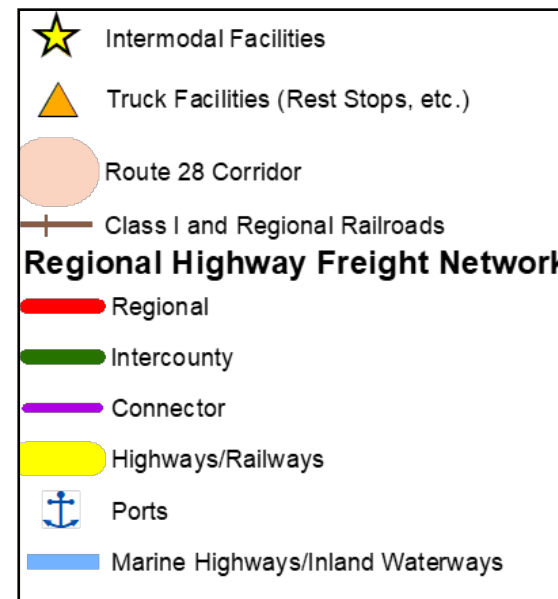 Intermodal Facilities
Truck Facilities (Rest Stops, etc.)
Route 28 Corridor
Class I and Regional Railroads
Regional Highway Freight Network
Regional
Intercounty
Connector
Highways/Railways
Ports
Marine Highways/Inland Waterways